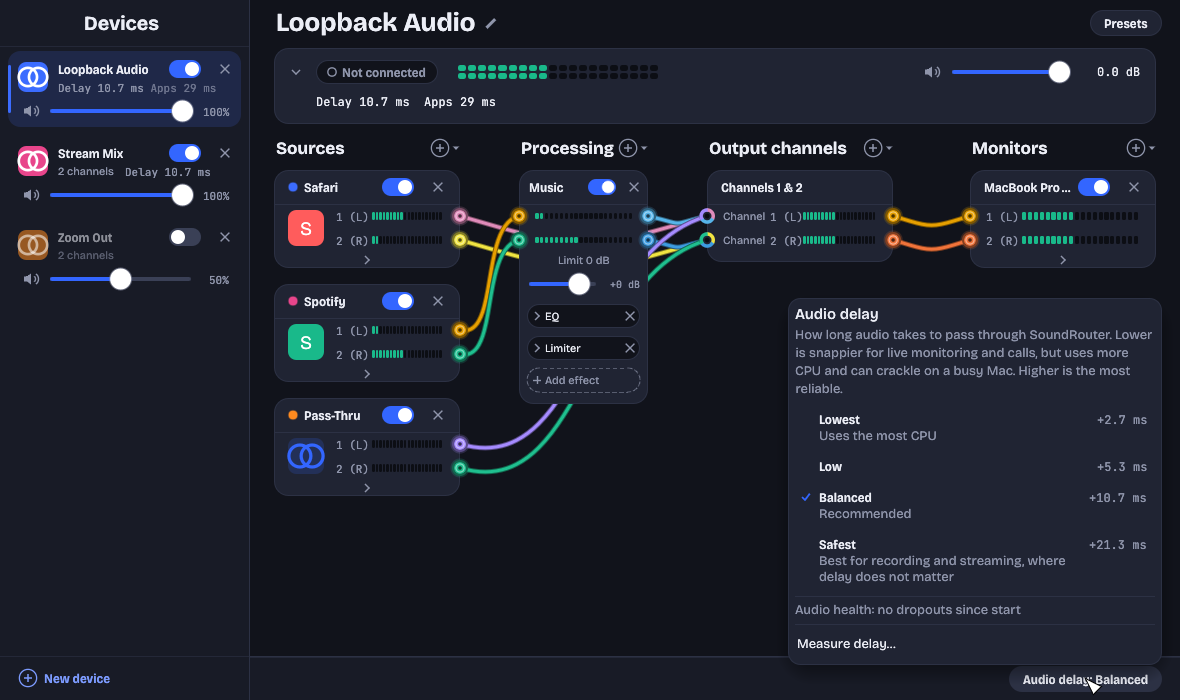 Devices
Loopback Audio
Delay 10.7 ms Apps 29 ms
100%
Stream Mix
2 channels Delay 10.7 ms
100%
Zoom Out
2 channels
50%
New device
Loopback Audio
Presets
Not connected
0.0 dB
Delay 10.7 ms Apps 29 ms
Sources
Processing
Output channels
Monitors
Safari
S
1 (L)
2 (R)
Spotify
S
1 (L)
2 (R)
Pass-Thru
1 (L)
2 (R)
Music
Limit 0 dB
+0 dB
EQ
Limiter
+ Add effect
Channels 1 & 2
Channel 1 (L)
Channel 2 (R)
MacBook Pro...
1 (L)
2 (R)
Audio delay
How long audio takes to pass through SoundRouter. Lower
is snappier for live monitoring and calls, but uses more
CPU and can crackle on a busy Mac. Higher is the most
reliable.
Lowest +2.7 ms
Uses the most CPU
Low +5.3 ms
Balanced +10.7 ms
Recommended
Safest +21.3 ms
Best for recording and streaming, where
delay does not matter
Audio health: no dropouts since start
Measure delay...
Audio delay Balanced